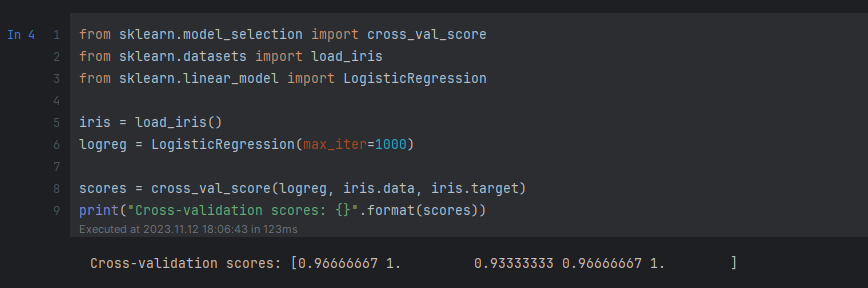 In 4
1 from sklearn.model_selection import cross_val_score
2 from sklearn.datasets import load_iris
3 from sklearn.linear_model import LogisticRegression
4
5 iris = load_iris()
6 logreg = LogisticRegression(max_iter=1000)
7
8 scores = cross_val_score(logreg, iris.data, iris.target)
9 print("Cross-validation scores: {}".format(scores))
Executed at 2023.11.12 18:06:43 in 123ms
Cross-validation scores: [0.96666667 1.         0.93333333 0.96666667 1.        ]